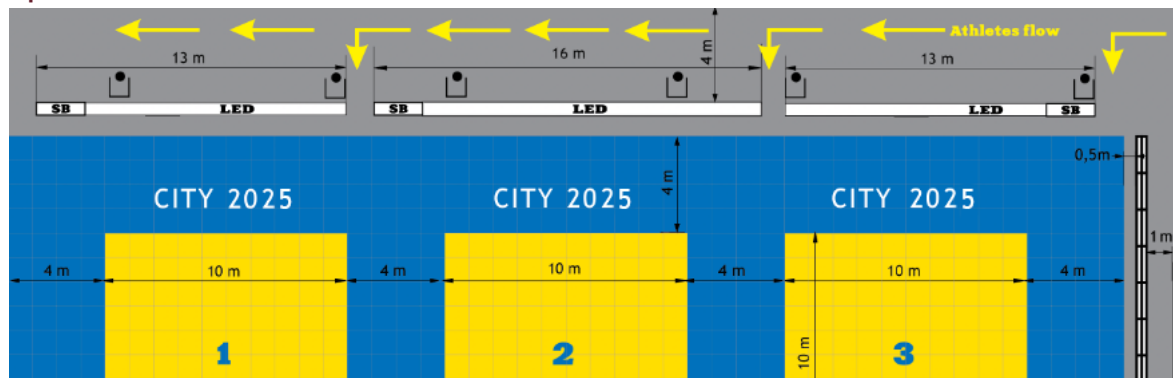 Athletes flow
13 m
16 m
4 m
13 m
SB LED
SB LED
LED SB
0,5m
CITY 2025
4 m
CITY 2025
CITY 2025
1 m
4 m
10 m
4 m
10 m
4 m
10 m
4 m
1
2
10 m
3